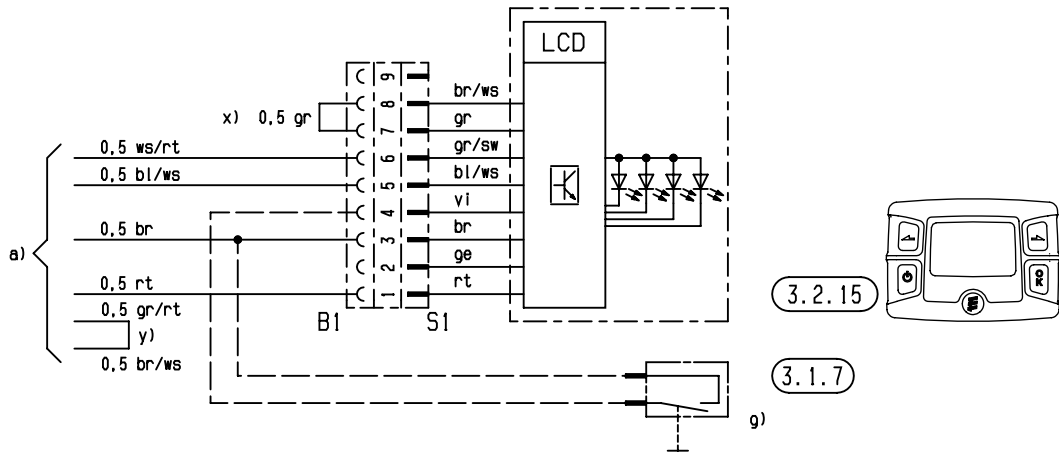 LCD
9
8
7
6
5
4
3
2
1
br/ws
gr
gr/sw
bl/ws
vi
br
ge
rt
x) 0,5 gr
0,5 ws/rt
0,5 bl/ws
a)
0,5 br
0,5 rt
0,5 gr/rt
y)
0,5 br/ws
B1
S1
3.2.15
OK
3.1.7
g)